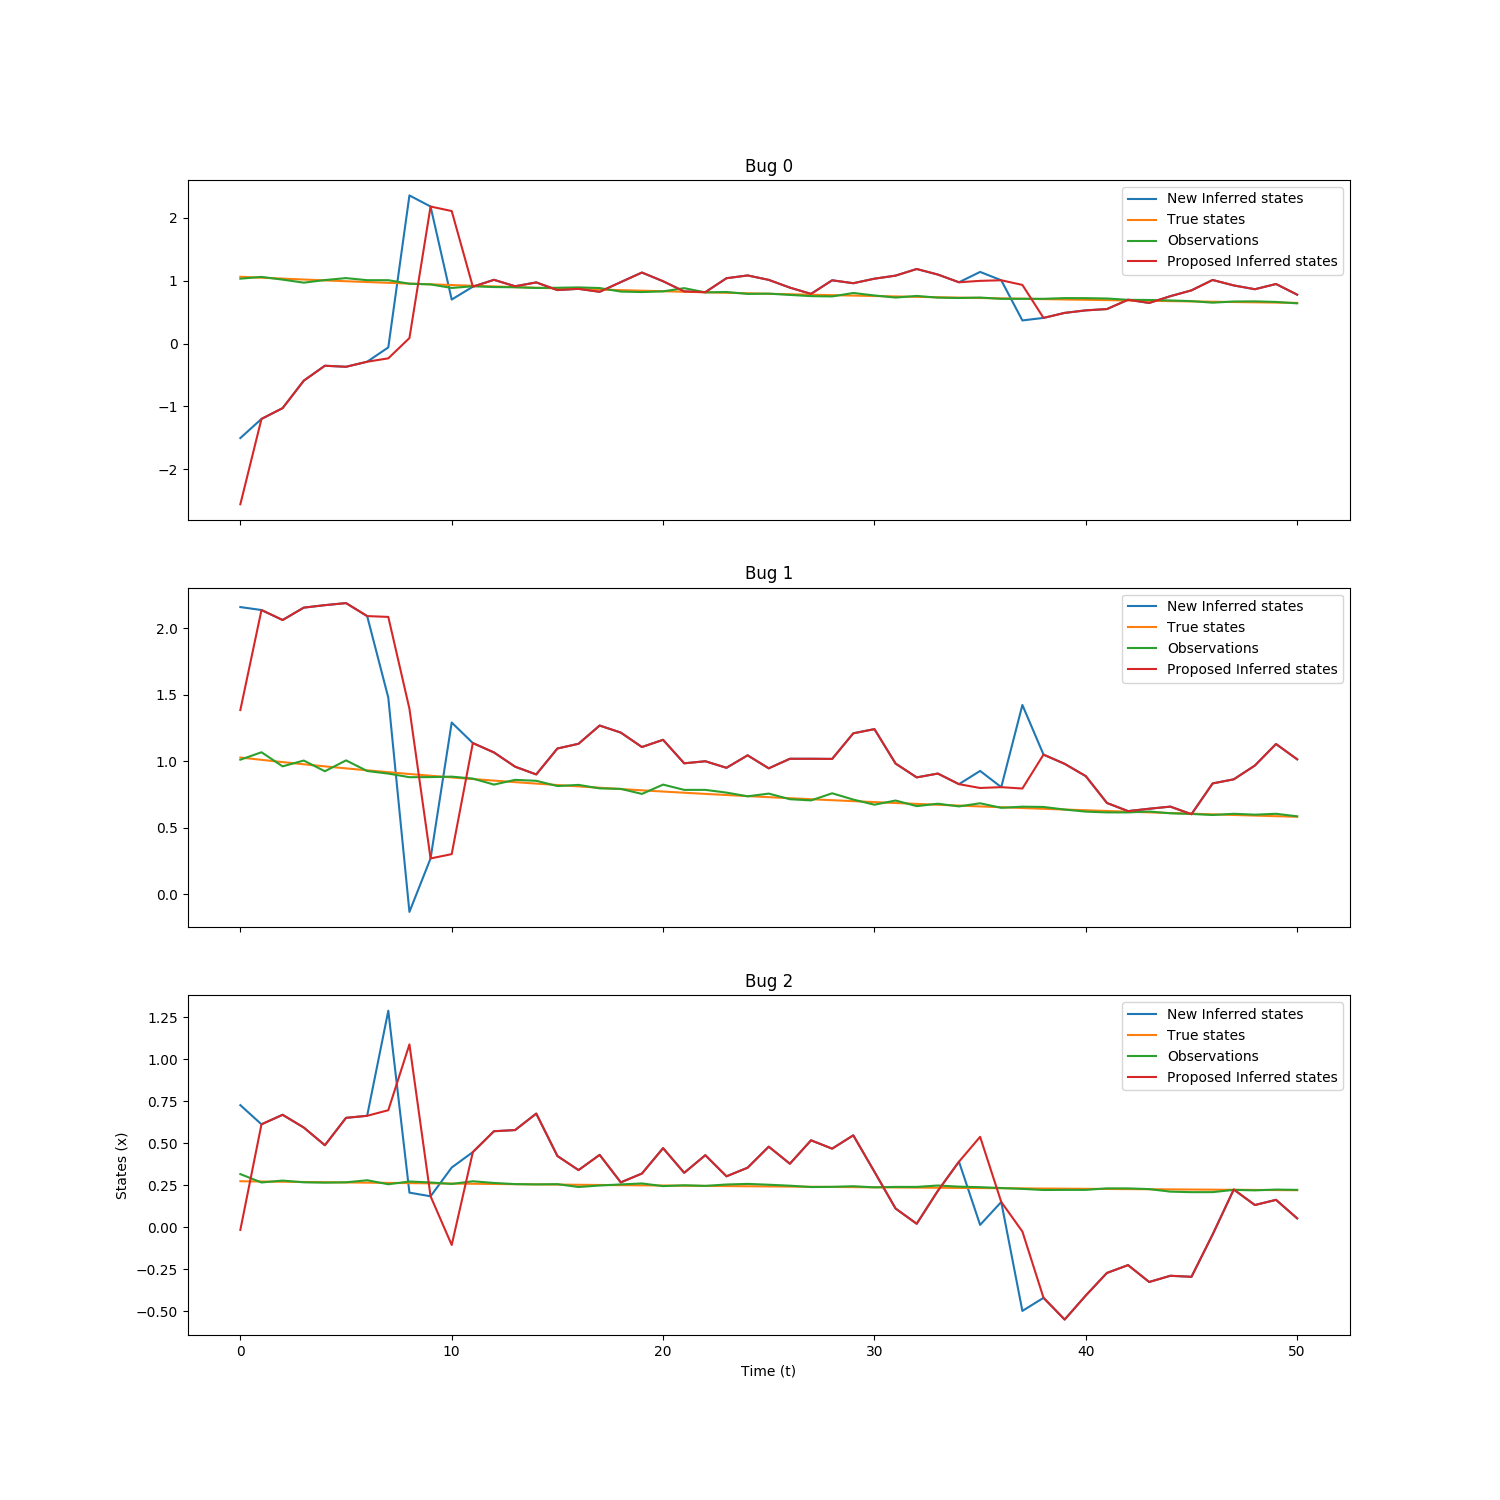 Bug 0
New Inferred states
True states
Observations
Proposed Inferred states
2
1
0
−1
−2
Bug 1
New Inferred states
True states
Observations
Proposed Inferred states
2.0
1.5
1.0
0.5
0.0
Bug 2
New Inferred states
True states
Observations
Proposed Inferred states
1.25
1.00
0.75
0.50
0.25
0.00
−0.25
−0.50
States (x)
0 10 20 30 40 50
Time (t)